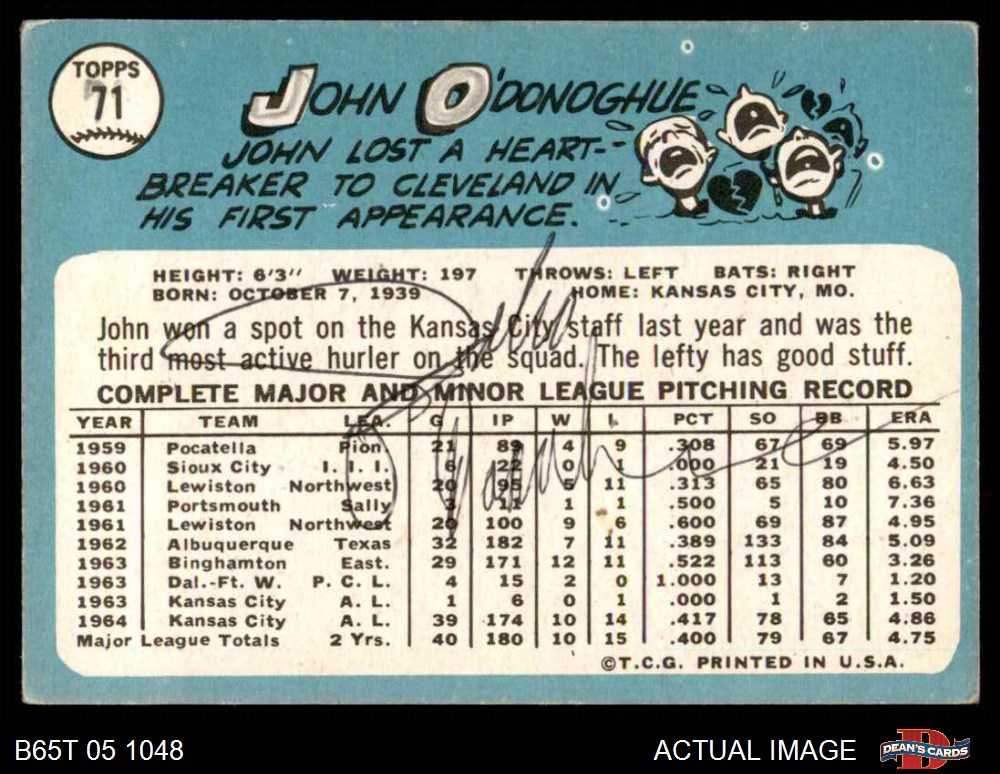 TOPPS
71
JOHN O'DONOGHUE
JOHN LOST A HEART-
BREAKER TO CLEVELAND IN
HIS FIRST APPEARANCE.
HEIGHT: 6'3" WEIGHT: 197 THROWS: LEFT BATS: RIGHT
BORN: OCTOBER 7, 1939 HOME: KANSAS CITY, MO.
John won a spot on the Kansas City staff last year and was the
third most active hurler on the squad. The lefty has good stuff.
COMPLETE MAJOR AND MINOR LEAGUE PITCHING RECORD
YEAR TEAM LEA. G IP W L PCT SO BB ERA
1959 Pocatella Pion. 21 89 4 9 .308 67 69 5.97
1960 Sioux City I. I. I. 6 22 0 1 .000 21 19 4.50
1960 Lewiston Northwest 20 95 5 11 .313 65 80 6.63
1961 Portsmouth Sally 3 11 1 1 .500 5 10 7.36
1961 Lewiston Northwest 20 100 9 6 .600 69 87 4.95
1962 Albuquerque Texas 32 182 7 11 .389 133 84 5.09
1963 Binghamton East. 29 171 12 11 .522 113 60 3.26
1963 Dal.-Ft. W. P. C. L. 4 15 2 0 1.000 13 7 1.20
1963 Kansas City A. L. 1 6 0 1 .000 1 2 1.50
1964 Kansas City A. L. 39 174 10 14 .417 78 65 4.86
Major League Totals 2 Yrs. 40 180 10 15 .400 79 67 4.75
©T.C.G. PRINTED IN U.S.A.
B65T 05 1048 ACTUAL IMAGE DEAN'S CARDS